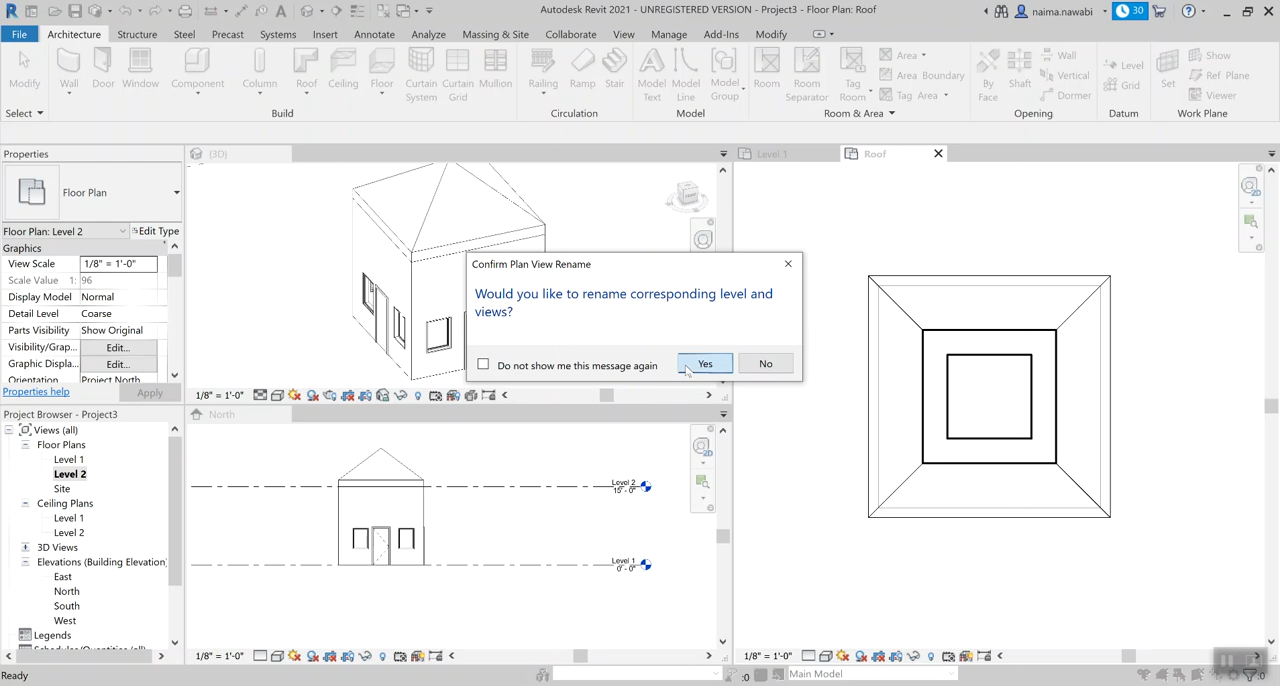 Autodesk Revit 2021 - UNREGISTERED VERSION - Project3 - Floor Plan: Roof
naima.nawabi
30
File Architecture Structure Steel Precast Systems Insert Annotate Analyze Massing & Site Collaborate View Manage Add-Ins Modify
Modify Wall Door Window Component Column Roof Ceiling Floor Curtain System Curtain Grid Mullion Railing Ramp Stair Model Text Model Line Model Group Room Room Separator Tag Room
Area
Area Boundary
Tag Area
By Face Shaft
Wall
Vertical
Dormer
Level
Grid
Set
Show
Ref Plane
Viewer
Select Build Circulation Model Room & Area Opening Datum Work Plane
Properties
Floor Plan
Floor Plan: Level 2 Edit Type
Graphics
View Scale 1/8" = 1'-0"
Scale Value 1: 96
Display Model Normal
Detail Level Coarse
Parts Visibility Show Original
Visibility/Grap... Edit...
Graphic Displa... Edit...
Orientation Project North
Properties help Apply
Project Browser - Project3
Views (all)
Floor Plans
Level 1
Level 2
Site
Ceiling Plans
Level 1
Level 2
3D Views
Elevations (Building Elevation)
East
North
South
West
Legends
Schedules/Quantities (all)
Ready
{3D}
1/8" = 1'-0"
North
Level 2
15' - 0"
Level 1
0' - 0"
1/8" = 1'-0"
Level 1
Roof
2D
2D
1/8" = 1'-0"
Confirm Plan View Rename
Would you like to rename corresponding level and
views?
Do not show me this message again
Yes
No
:0
Main Model
:0